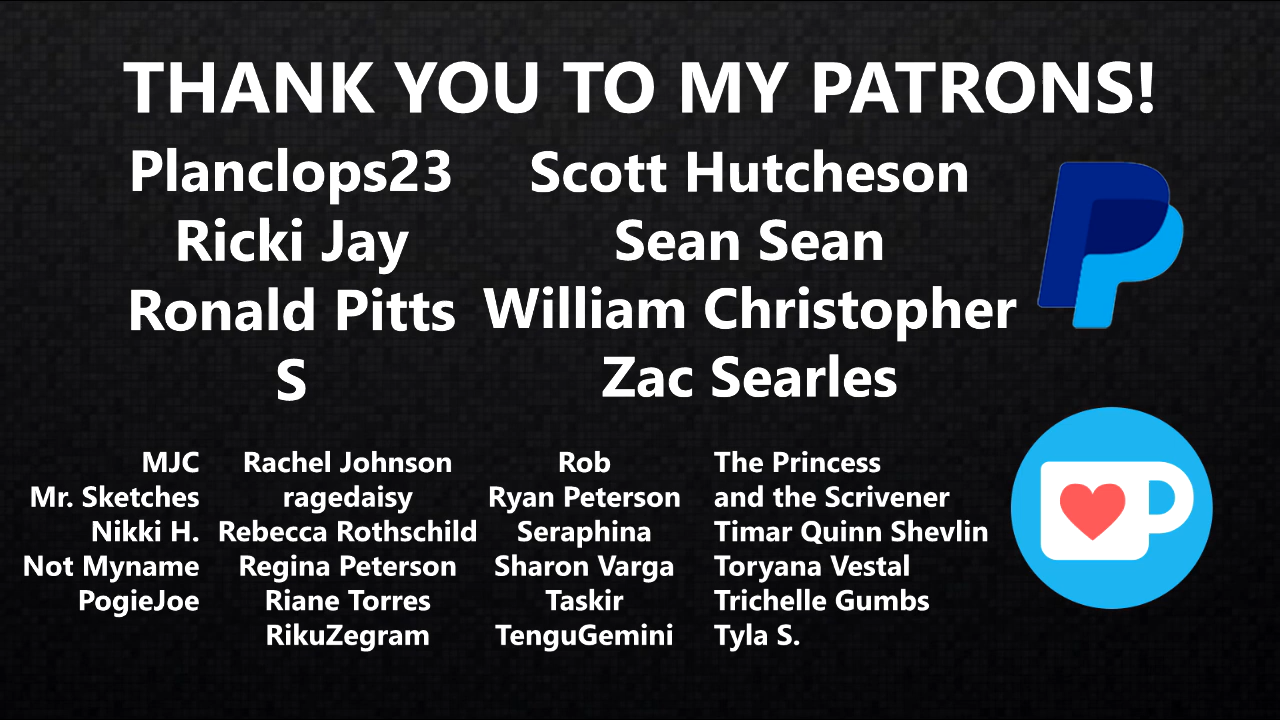 THANK YOU TO MY PATRONS!
Planclops23
Ricki Jay
Ronald Pitts
S
Scott Hutcheson
Sean Sean
William Christopher
Zac Searles
MJC
Mr. Sketches
Nikki H.
Not Myname
PogieJoe
Rachel Johnson
ragedaisy
Rebecca Rothschild
Regina Peterson
Riane Torres
RikuZegram
Rob
Ryan Peterson
Seraphina
Sharon Varga
Taskir
TenguGemini
The Princess
and the Scrivener
Timar Quinn Shevlin
Toryana Vestal
Trichelle Gumbs
Tyla S.